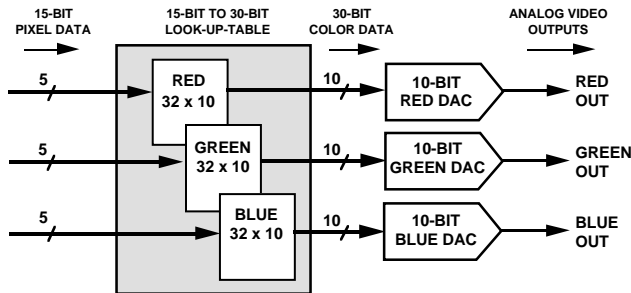 15-BIT
PIXEL DATA
15-BIT TO 30-BIT
LOOK-UP-TABLE
30-BIT
COLOR DATA
ANALOG VIDEO
OUTPUTS
5
RED
32 x 10
10
10-BIT
RED DAC
RED
OUT
5
GREEN
32 x 10
10
10-BIT
GREEN DAC
GREEN
OUT
5
BLUE
32 x 10
10
10-BIT
BLUE DAC
BLUE
OUT